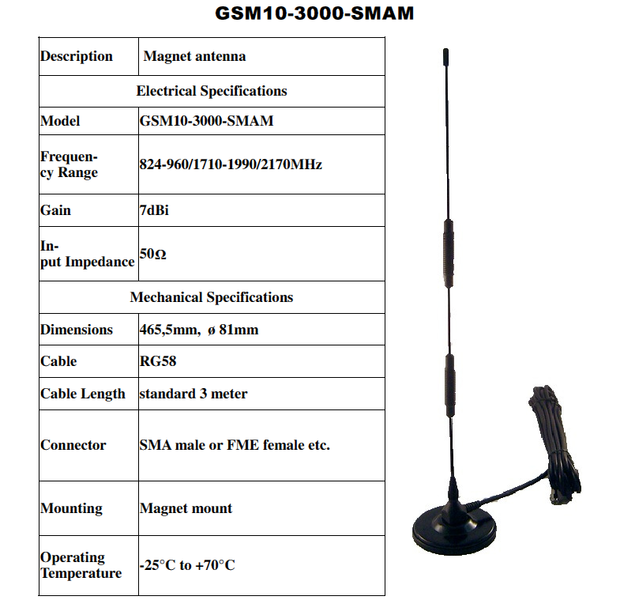 GSM10-3000-SMAM
Description Magnet antenna
Electrical Specifications
Model GSM10-3000-SMAM
Frequen-
cy Range 824-960/1710-1990/2170MHz
Gain 7dBi
In-
put Impedance 50Ω
Mechanical Specifications
Dimensions 465,5mm, ø 81mm
Cable RG58
Cable Length standard 3 meter
Connector SMA male or FME female etc.
Mounting Magnet mount
Operating
Temperature -25°C to +70°C